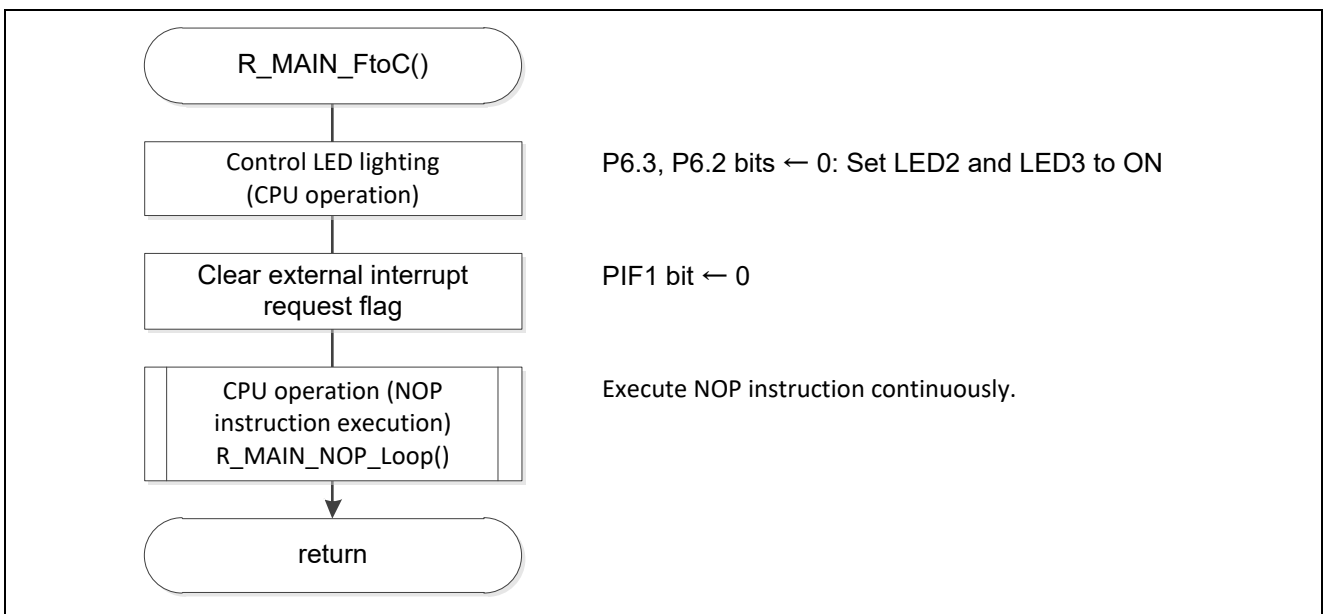 R_MAIN_FtoC()
Control LED lighting
(CPU operation)
P6.3, P6.2 bits ← 0: Set LED2 and LED3 to ON
Clear external interrupt
request flag
PIF1 bit ← 0
CPU operation (NOP
instruction execution)
R_MAIN_NOP_Loop()
Execute NOP instruction continuously.
return